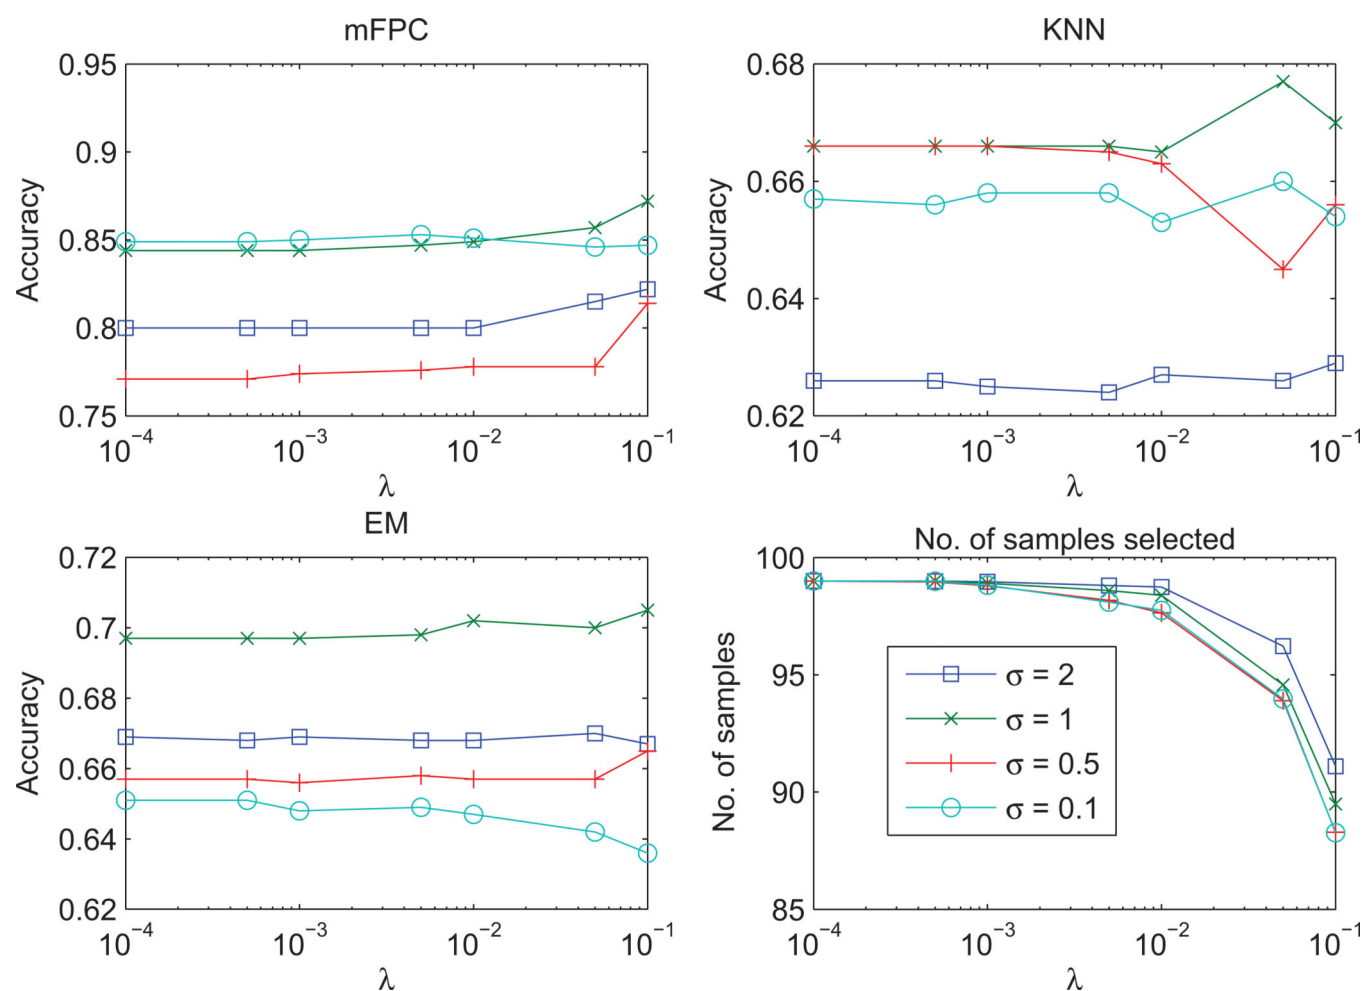 mFPC
0.95
0.9
0.85
0.8
0.75
Accuracy
10⁻⁴ 10⁻³ 10⁻² 10⁻¹
λ
KNN
0.68
0.66
0.64
0.62
Accuracy
10⁻⁴ 10⁻³ 10⁻² 10⁻¹
λ
EM
0.72
0.7
0.68
0.66
0.64
0.62
Accuracy
10⁻⁴ 10⁻³ 10⁻² 10⁻¹
λ
No. of samples selected
100
95
90
85
No. of samples
σ = 2
σ = 1
σ = 0.5
σ = 0.1
10⁻⁴ 10⁻³ 10⁻² 10⁻¹
λ